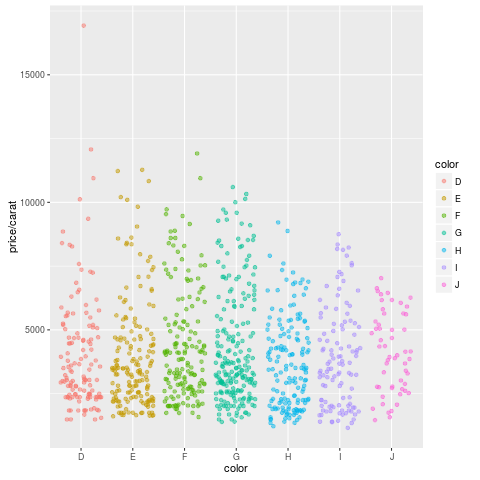 15000
10000
5000
price/carat
D E F G H I J
color
color
D
E
F
G
H
I
J